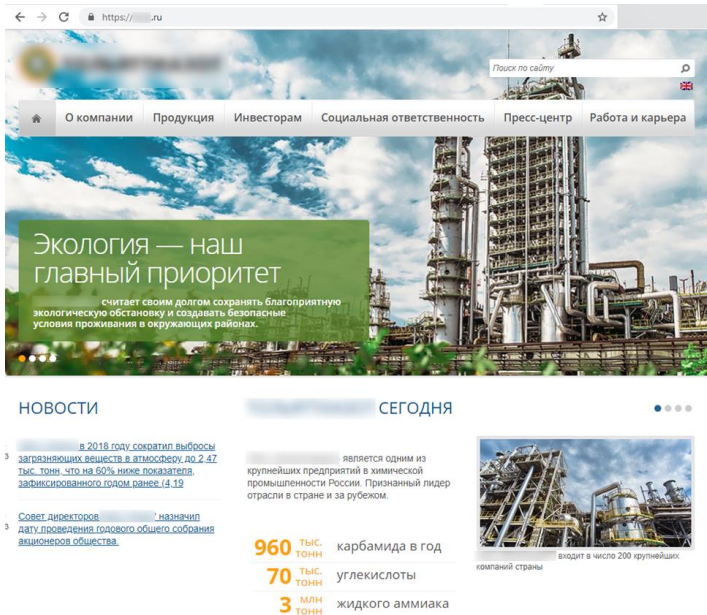 https:// .ru
Поиск по сайту
О компании
Продукция
Инвесторам
Социальная ответственность
Пресс-центр
Работа и карьера
Экология — наш
главный приоритет
считает своим долгом сохранять благоприятную
экологическую обстановку и создавать безопасные
условия проживания в окружающих районах.
НОВОСТИ
3
в 2018 году сократил выбросы
загрязняющих веществ в атмосферу до 2,47
тыс. тонн, что на 60% ниже показателя,
зафиксированного годом ранее (4,19
3
Совет директоров назначил
дату проведения годового общего собрания
акционеров общества.
СЕГОДНЯ
является одним из
крупнейших предприятий в химической
промышленности России. Признанный лидер
отрасли в стране и за рубежом.
960 тыс. тонн карбамида в год
70 тыс. тонн углекислоты
3 млн тонн жидкого аммиака
входит в число 200 крупнейших
компаний страны